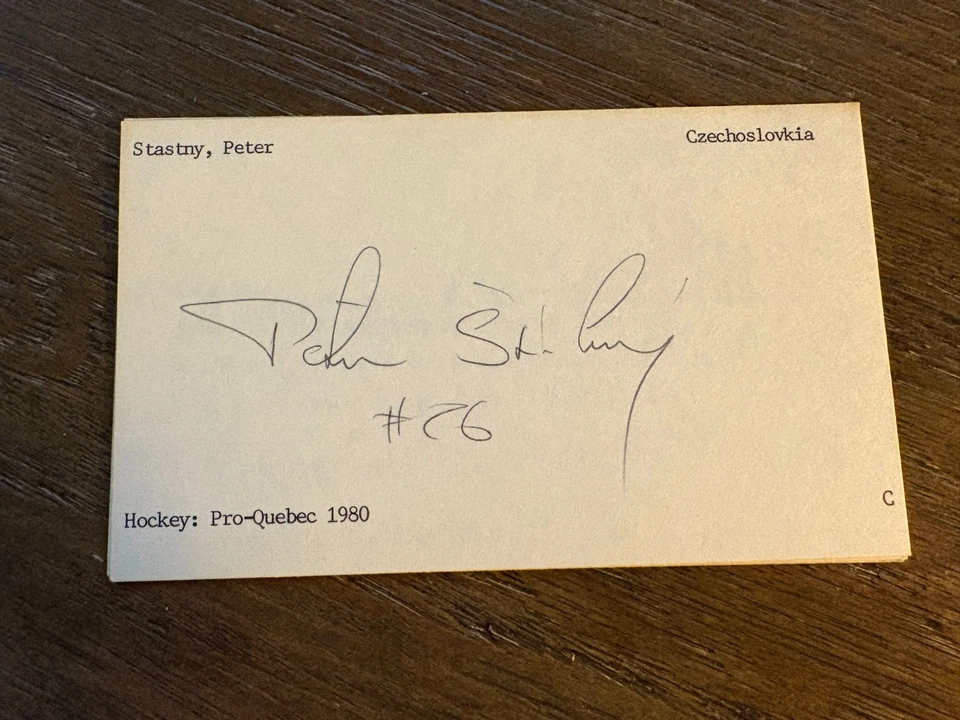 Stastny, Peter
Czechoslovkia
Peter Šťastný
#26
Hockey: Pro-Quebec 1980
C